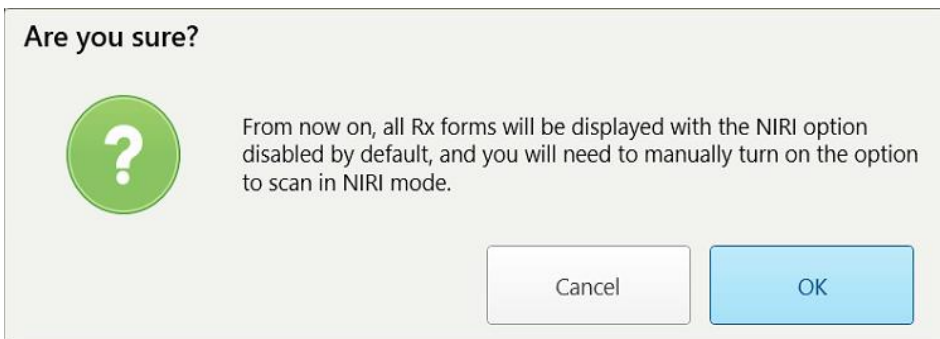 Are you sure?
?
From now on, all Rx forms will be displayed with the NIRI option
disabled by default, and you will need to manually turn on the option
to scan in NIRI mode.
Cancel
OK